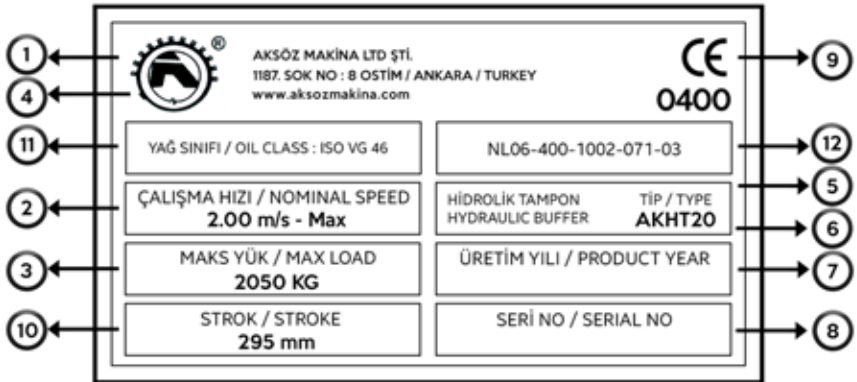 1
4
11
2
3
10
®
AKSÖZ MAKİNA LTD ŞTİ.
1187. SOK NO : 8 OSTİM / ANKARA / TURKEY
www.aksozmakina.com
CE
0400
YAĞ SINIFI / OIL CLASS : ISO VG 46
NL06-400-1002-071-03
ÇALIŞMA HIZI / NOMINAL SPEED
2.00 m/s - Max
HİDROLİK TAMPON
HYDRAULIC BUFFER
TİP / TYPE
AKHT20
MAKS YÜK / MAX LOAD
2050 KG
ÜRETİM YILI / PRODUCT YEAR
STROK / STROKE
295 mm
SERİ NO / SERIAL NO
9
12
5
6
7
8